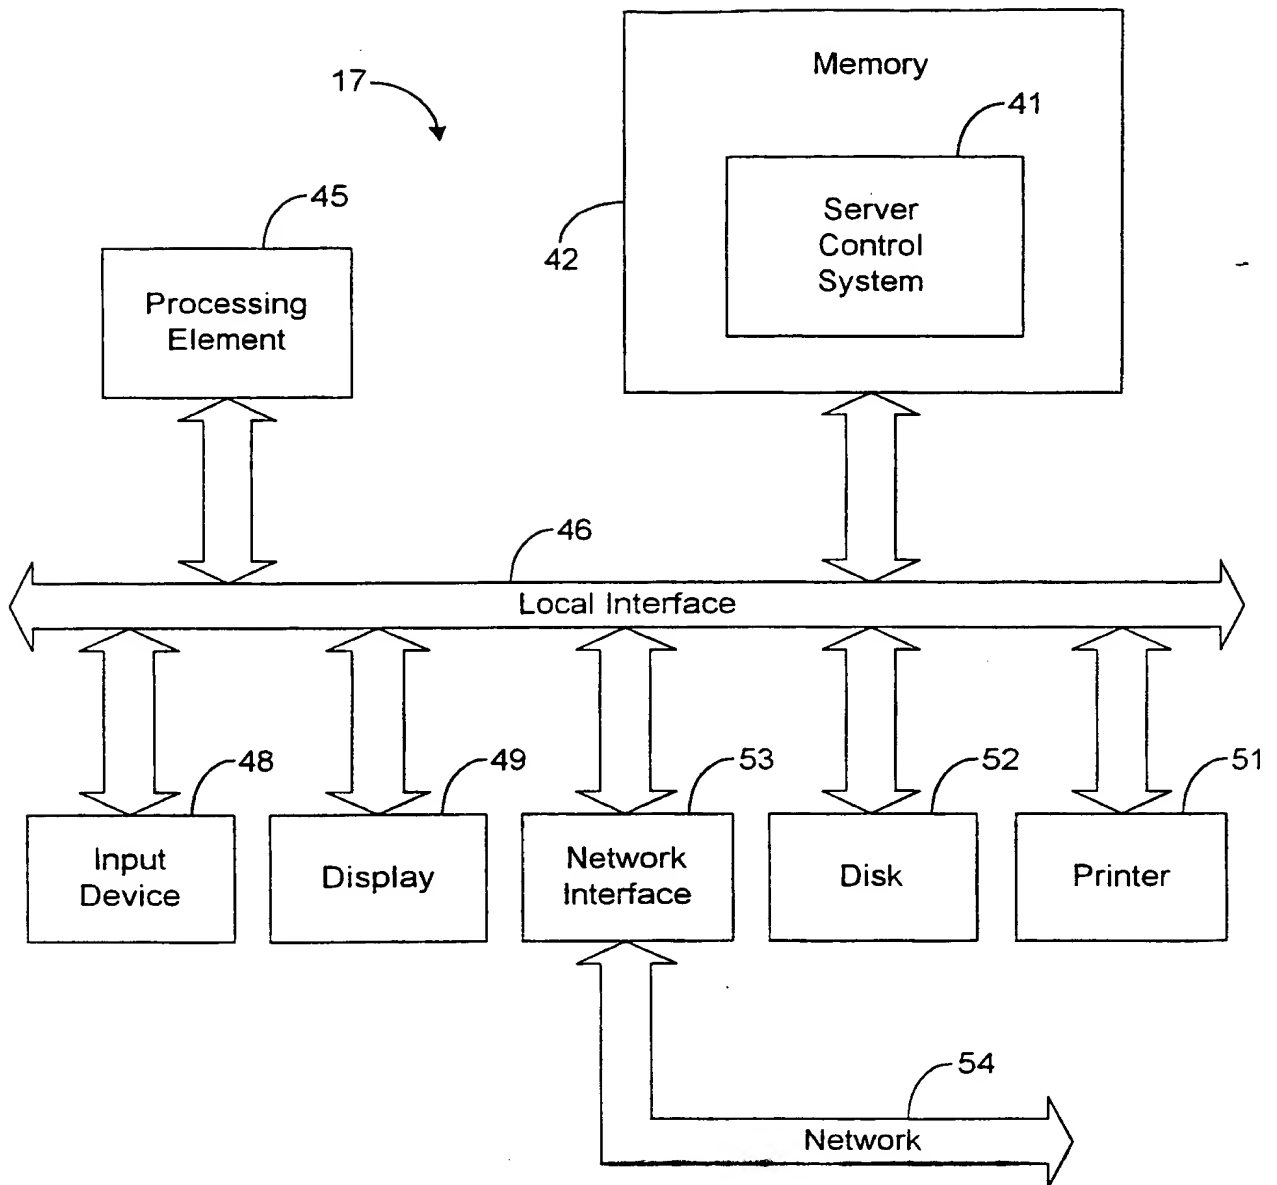 Memory
17
41
45
Server
Control
System
42
Processing
Element
46
Local Interface
48
49
53
52
51
Input
Device
Display
Network
Interface
Disk
Printer
54
Network